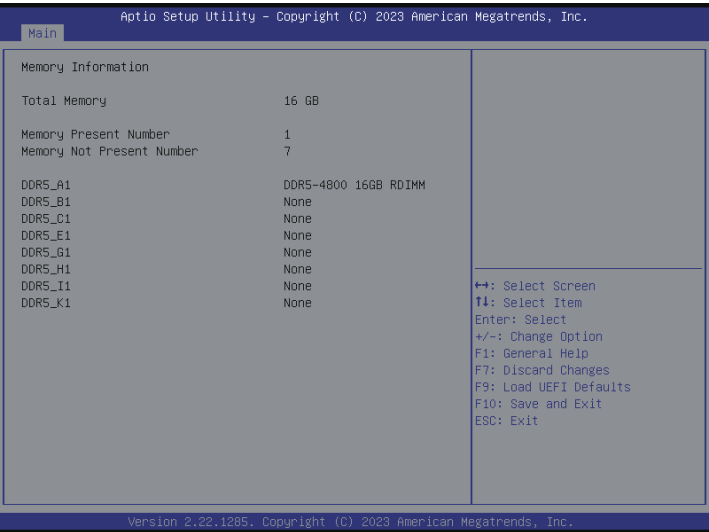 Aptio Setup Utility – Copyright (C) 2023 American Megatrends, Inc.
Main
Memory Information
Total Memory 16 GB
Memory Present Number 1
Memory Not Present Number 7
DDR5_A1 DDR5-4800 16GB RDIMM
DDR5_B1 None
DDR5_C1 None
DDR5_E1 None
DDR5_G1 None
DDR5_H1 None
DDR5_I1 None
DDR5_K1 None
↔: Select Screen
↑↓: Select Item
Enter: Select
+/-: Change Option
F1: General Help
F7: Discard Changes
F9: Load UEFI Defaults
F10: Save and Exit
ESC: Exit
Version 2.22.1285. Copyright (C) 2023 American Megatrends, Inc.